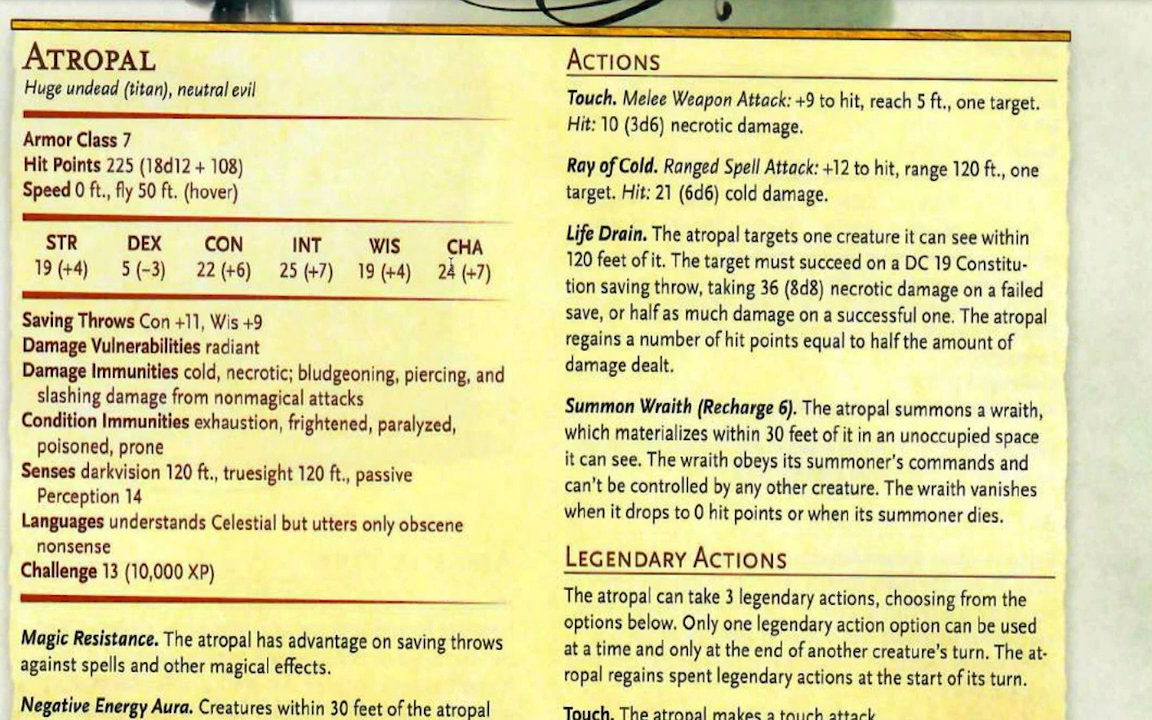 ATROPAL
Huge undead (titan), neutral evil
Armor Class 7
Hit Points 225 (18d12 + 108)
Speed 0 ft., fly 50 ft. (hover)
STR DEX CON INT WIS CHA
19 (+4) 5 (−3) 22 (+6) 25 (+7) 19 (+4) 24 (+7)
Saving Throws Con +11, Wis +9
Damage Vulnerabilities radiant
Damage Immunities cold, necrotic; bludgeoning, piercing, and
slashing damage from nonmagical attacks
Condition Immunities exhaustion, frightened, paralyzed,
poisoned, prone
Senses darkvision 120 ft., truesight 120 ft., passive
Perception 14
Languages understands Celestial but utters only obscene
nonsense
Challenge 13 (10,000 XP)
Magic Resistance. The atropal has advantage on saving throws
against spells and other magical effects.
Negative Energy Aura. Creatures within 30 feet of the atropal
ACTIONS
Touch. Melee Weapon Attack: +9 to hit, reach 5 ft., one target.
Hit: 10 (3d6) necrotic damage.
Ray of Cold. Ranged Spell Attack: +12 to hit, range 120 ft., one
target. Hit: 21 (6d6) cold damage.
Life Drain. The atropal targets one creature it can see within
120 feet of it. The target must succeed on a DC 19 Constitu-
tion saving throw, taking 36 (8d8) necrotic damage on a failed
save, or half as much damage on a successful one. The atropal
regains a number of hit points equal to half the amount of
damage dealt.
Summon Wraith (Recharge 6). The atropal summons a wraith,
which materializes within 30 feet of it in an unoccupied space
it can see. The wraith obeys its summoner's commands and
can't be controlled by any other creature. The wraith vanishes
when it drops to 0 hit points or when its summoner dies.
LEGENDARY ACTIONS
The atropal can take 3 legendary actions, choosing from the
options below. Only one legendary action option can be used
at a time and only at the end of another creature's turn. The at-
ropal regains spent legendary actions at the start of its turn.
Touch. The atropal makes a touch attack.